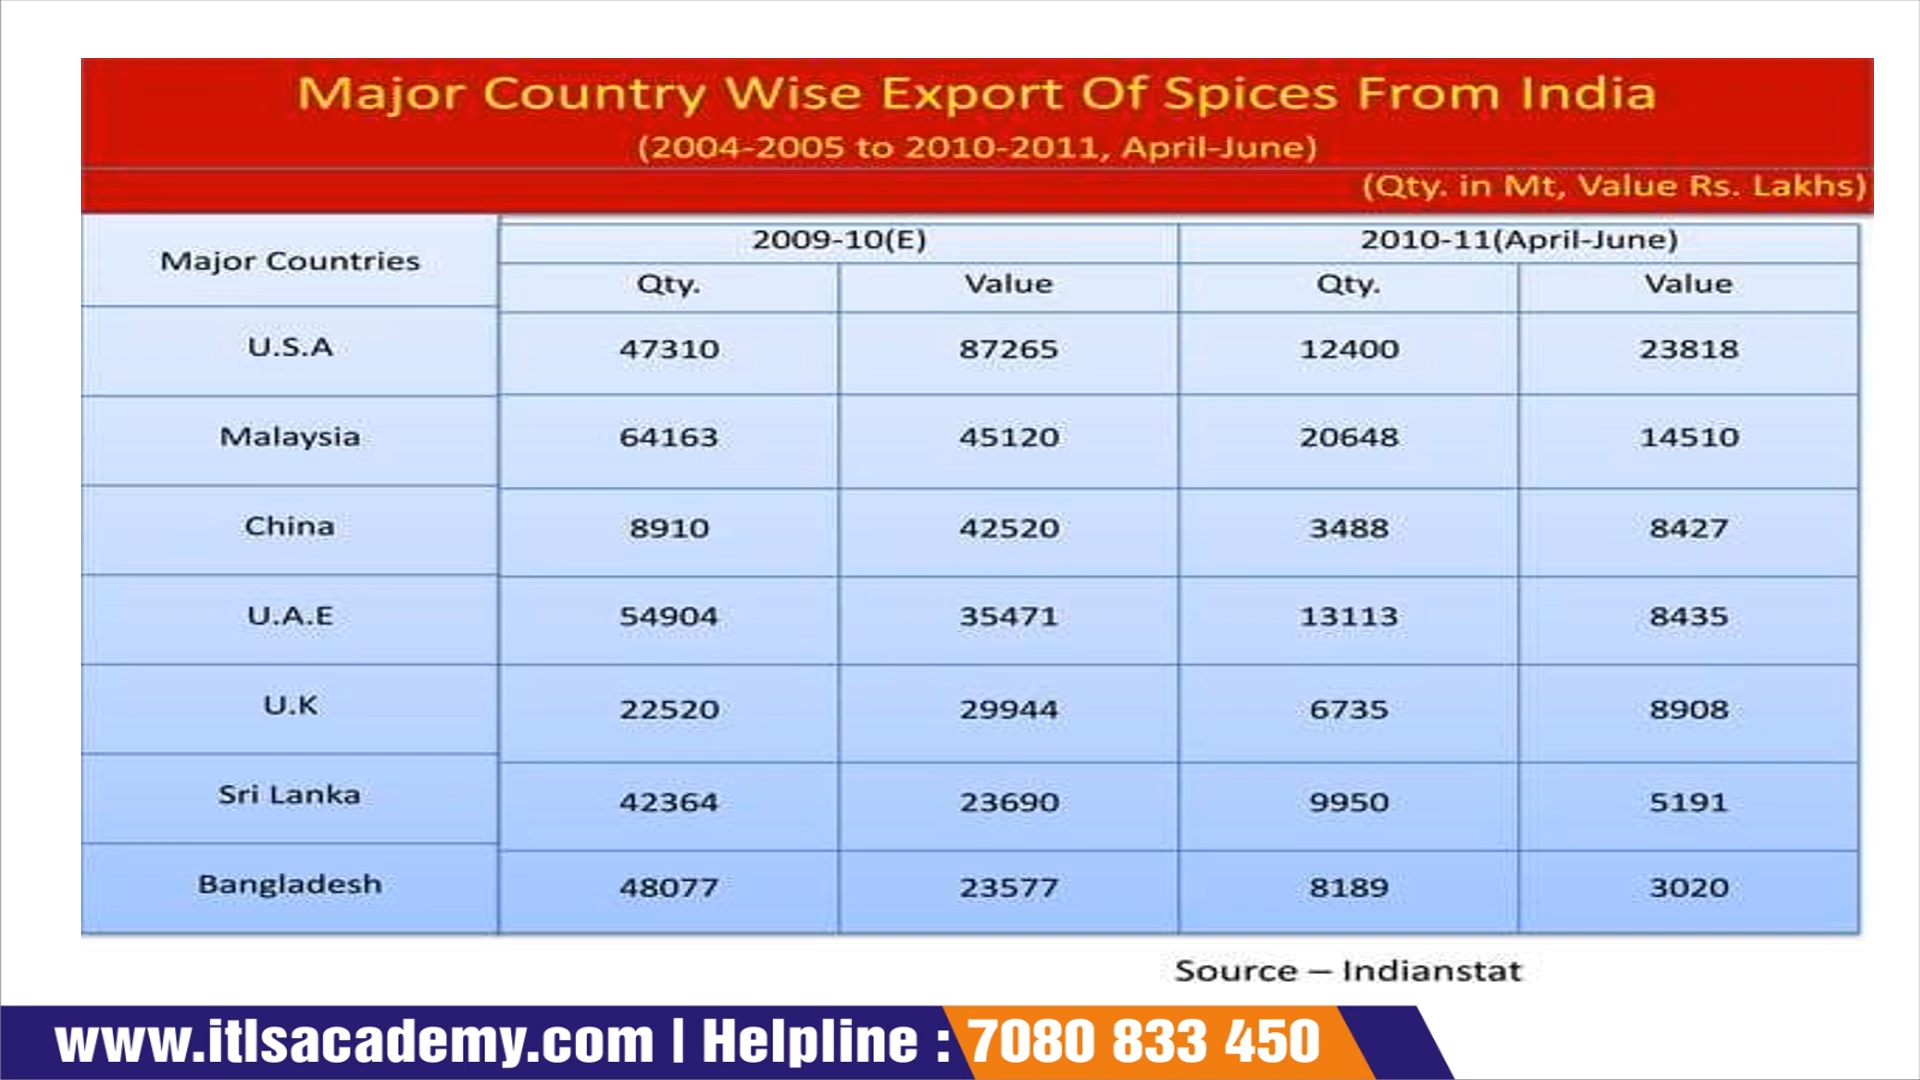 Major Country Wise Export Of Spices From India
(2004-2005 to 2010-2011, April-June)
(Qty. in Mt, Value Rs. Lakhs)
Major Countries 2009-10(E) 2010-11(April-June)
Qty. Value Qty. Value
U.S.A 47310 87265 12400 23818
Malaysia 64163 45120 20648 14510
China 8910 42520 3488 8427
U.A.E 54904 35471 13113 8435
U.K 22520 29944 6735 8908
Sri Lanka 42364 23690 9950 5191
Bangladesh 48077 23577 8189 3020
Source – Indianstat
www.itlsacademy.com | Helpline : 7080 833 450